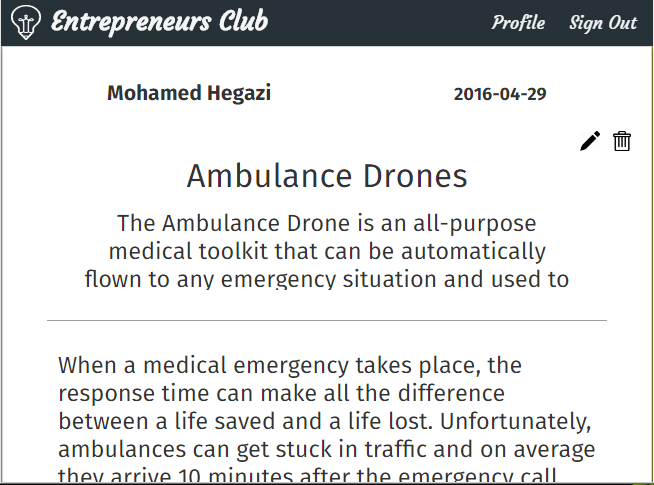 Entrepreneurs Club
Profile
Sign Out
Mohamed Hegazi
2016-04-29
Ambulance Drones
The Ambulance Drone is an all-purpose
medical toolkit that can be automatically
flown to any emergency situation and used to
When a medical emergency takes place, the
response time can make all the difference
between a life saved and a life lost. Unfortunately,
ambulances can get stuck in traffic and on average
they arrive 10 minutes after the emergency call